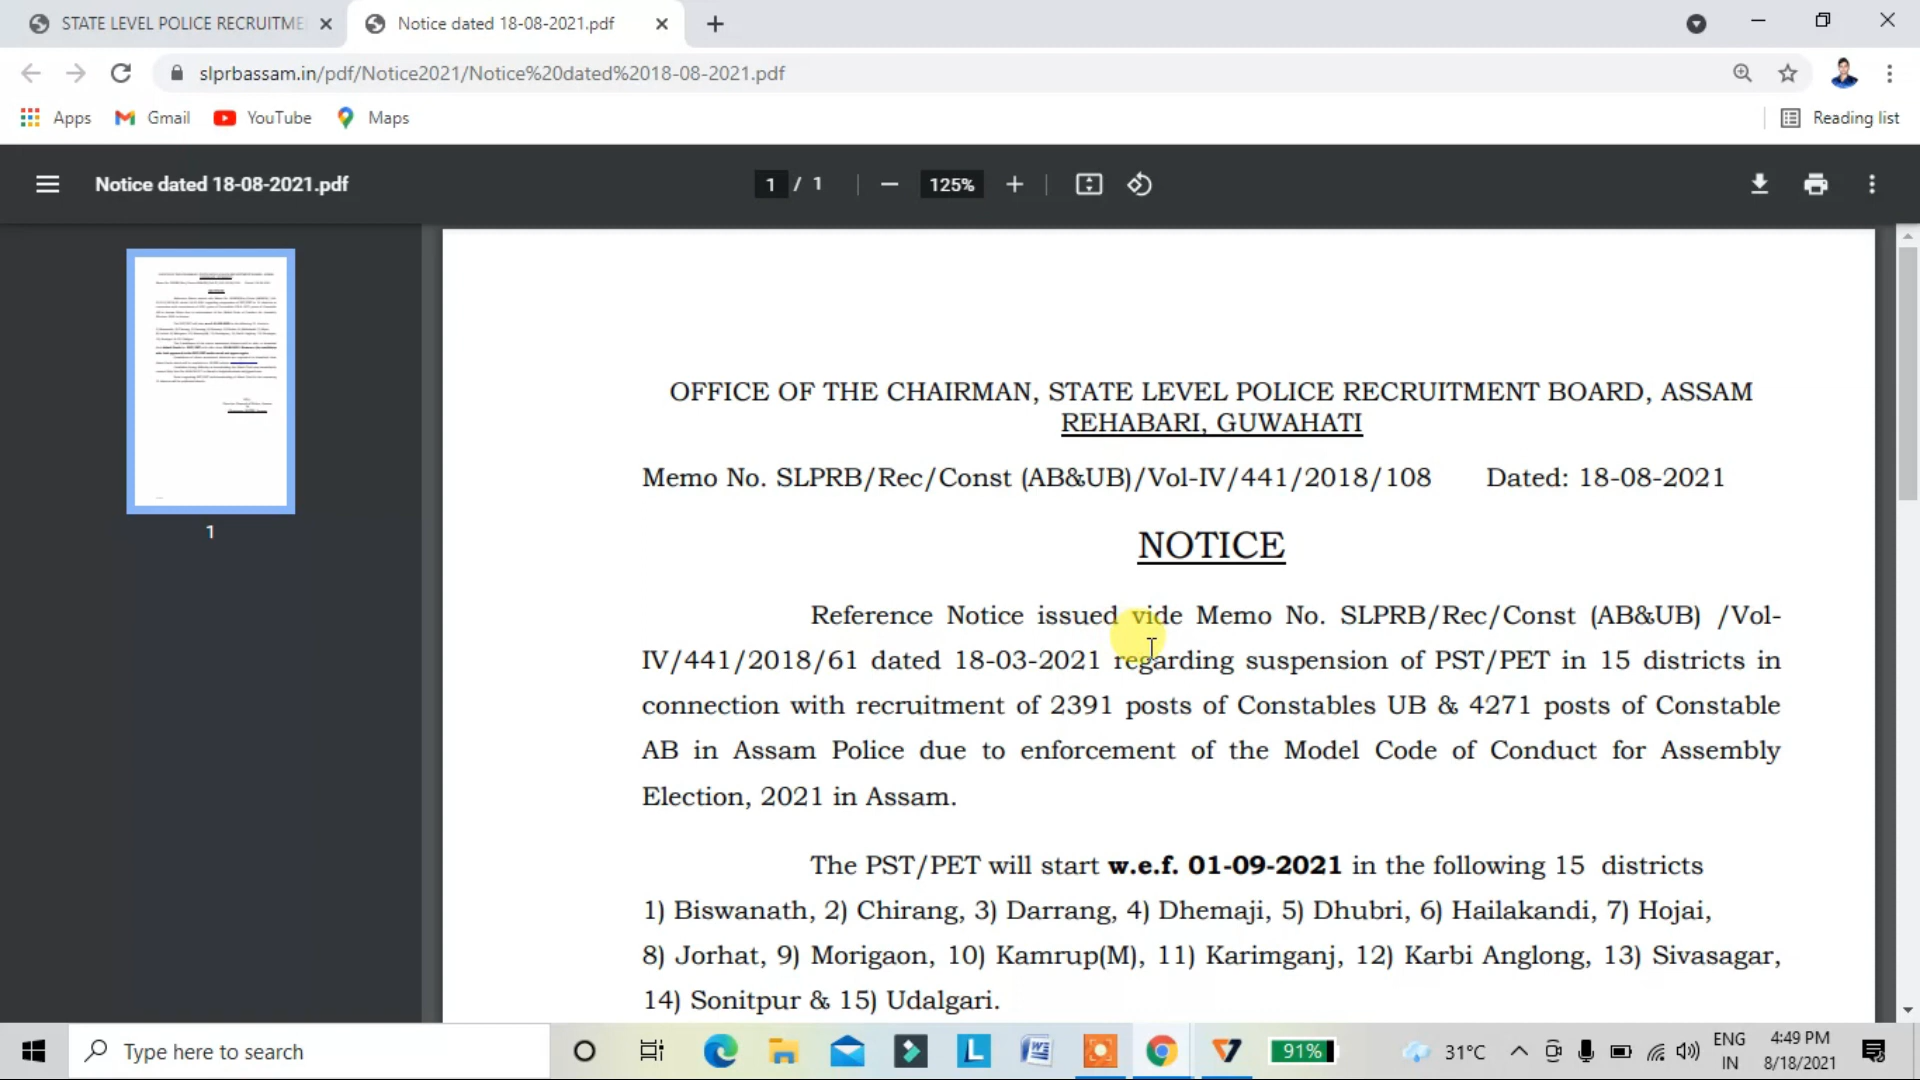 STATE LEVEL POLICE RECRUITME
Notice dated 18-08-2021.pdf
slprbassam.in/pdf/Notice2021/Notice%20dated%2018-08-2021.pdf
Apps
Gmail
YouTube
Maps
Reading list
Notice dated 18-08-2021.pdf
1 / 1
125%
1
OFFICE OF THE CHAIRMAN, STATE LEVEL POLICE RECRUITMENT BOARD, ASSAM
REHABARI, GUWAHATI
Memo No. SLPRB/Rec/Const (AB&UB)/Vol-IV/441/2018/108 Dated: 18-08-2021
NOTICE
Reference Notice issued vide Memo No. SLPRB/Rec/Const (AB&UB) /Vol-
IV/441/2018/61 dated 18-03-2021 regarding suspension of PST/PET in 15 districts in
connection with recruitment of 2391 posts of Constables UB & 4271 posts of Constable
AB in Assam Police due to enforcement of the Model Code of Conduct for Assembly
Election, 2021 in Assam.
The PST/PET will start w.e.f. 01-09-2021 in the following 15 districts
1) Biswanath, 2) Chirang, 3) Darrang, 4) Dhemaji, 5) Dhubri, 6) Hailakandi, 7) Hojai,
8) Jorhat, 9) Morigaon, 10) Kamrup(M), 11) Karimganj, 12) Karbi Anglong, 13) Sivasagar,
14) Sonitpur & 15) Udalgari.
Type here to search
91%
31°C
ENG
IN
4:49 PM
8/18/2021